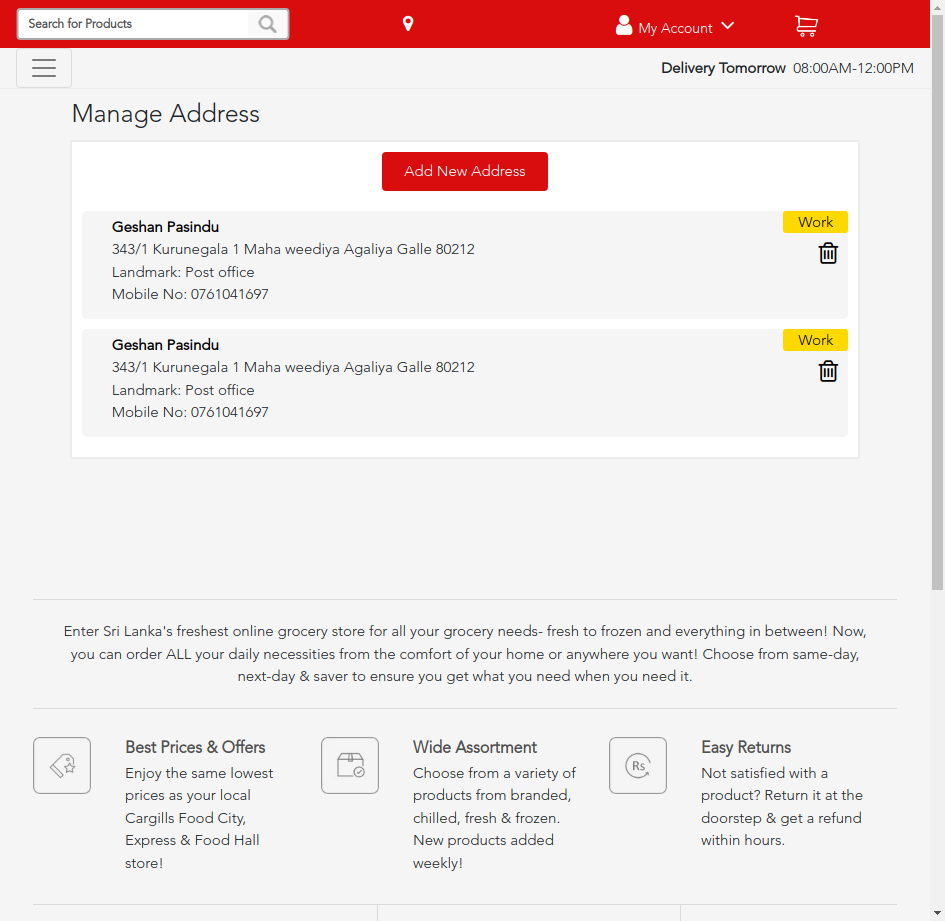 Search for Products
My Account
Delivery Tomorrow 08:00AM-12:00PM
Manage Address
Add New Address
Geshan Pasindu
Work
343/1 Kurunegala 1 Maha weediya Agaliya Galle 80212
Landmark: Post office
Mobile No: 0761041697
Geshan Pasindu
Work
343/1 Kurunegala 1 Maha weediya Agaliya Galle 80212
Landmark: Post office
Mobile No: 0761041697
Enter Sri Lanka's freshest online grocery store for all your grocery needs- fresh to frozen and everything in between! Now,
you can order ALL your daily necessities from the comfort of your home or anywhere you want! Choose from same-day,
next-day & saver to ensure you get what you need when you need it.
Best Prices & Offers
Enjoy the same lowest
prices as your local
Cargills Food City,
Express & Food Hall
store!
Wide Assortment
Choose from a variety of
products from branded,
chilled, fresh & frozen.
New products added
weekly!
Rs
Easy Returns
Not satisfied with a
product? Return it at the
doorstep & get a refund
within hours.